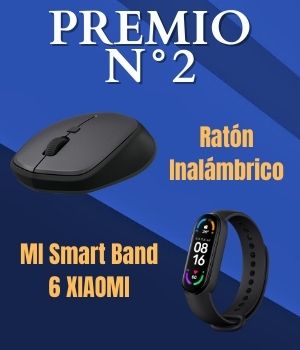 PREMIO
N°2
Ratón
Inalámbrico
MI Smart Band
6 XIAOMI
08
16